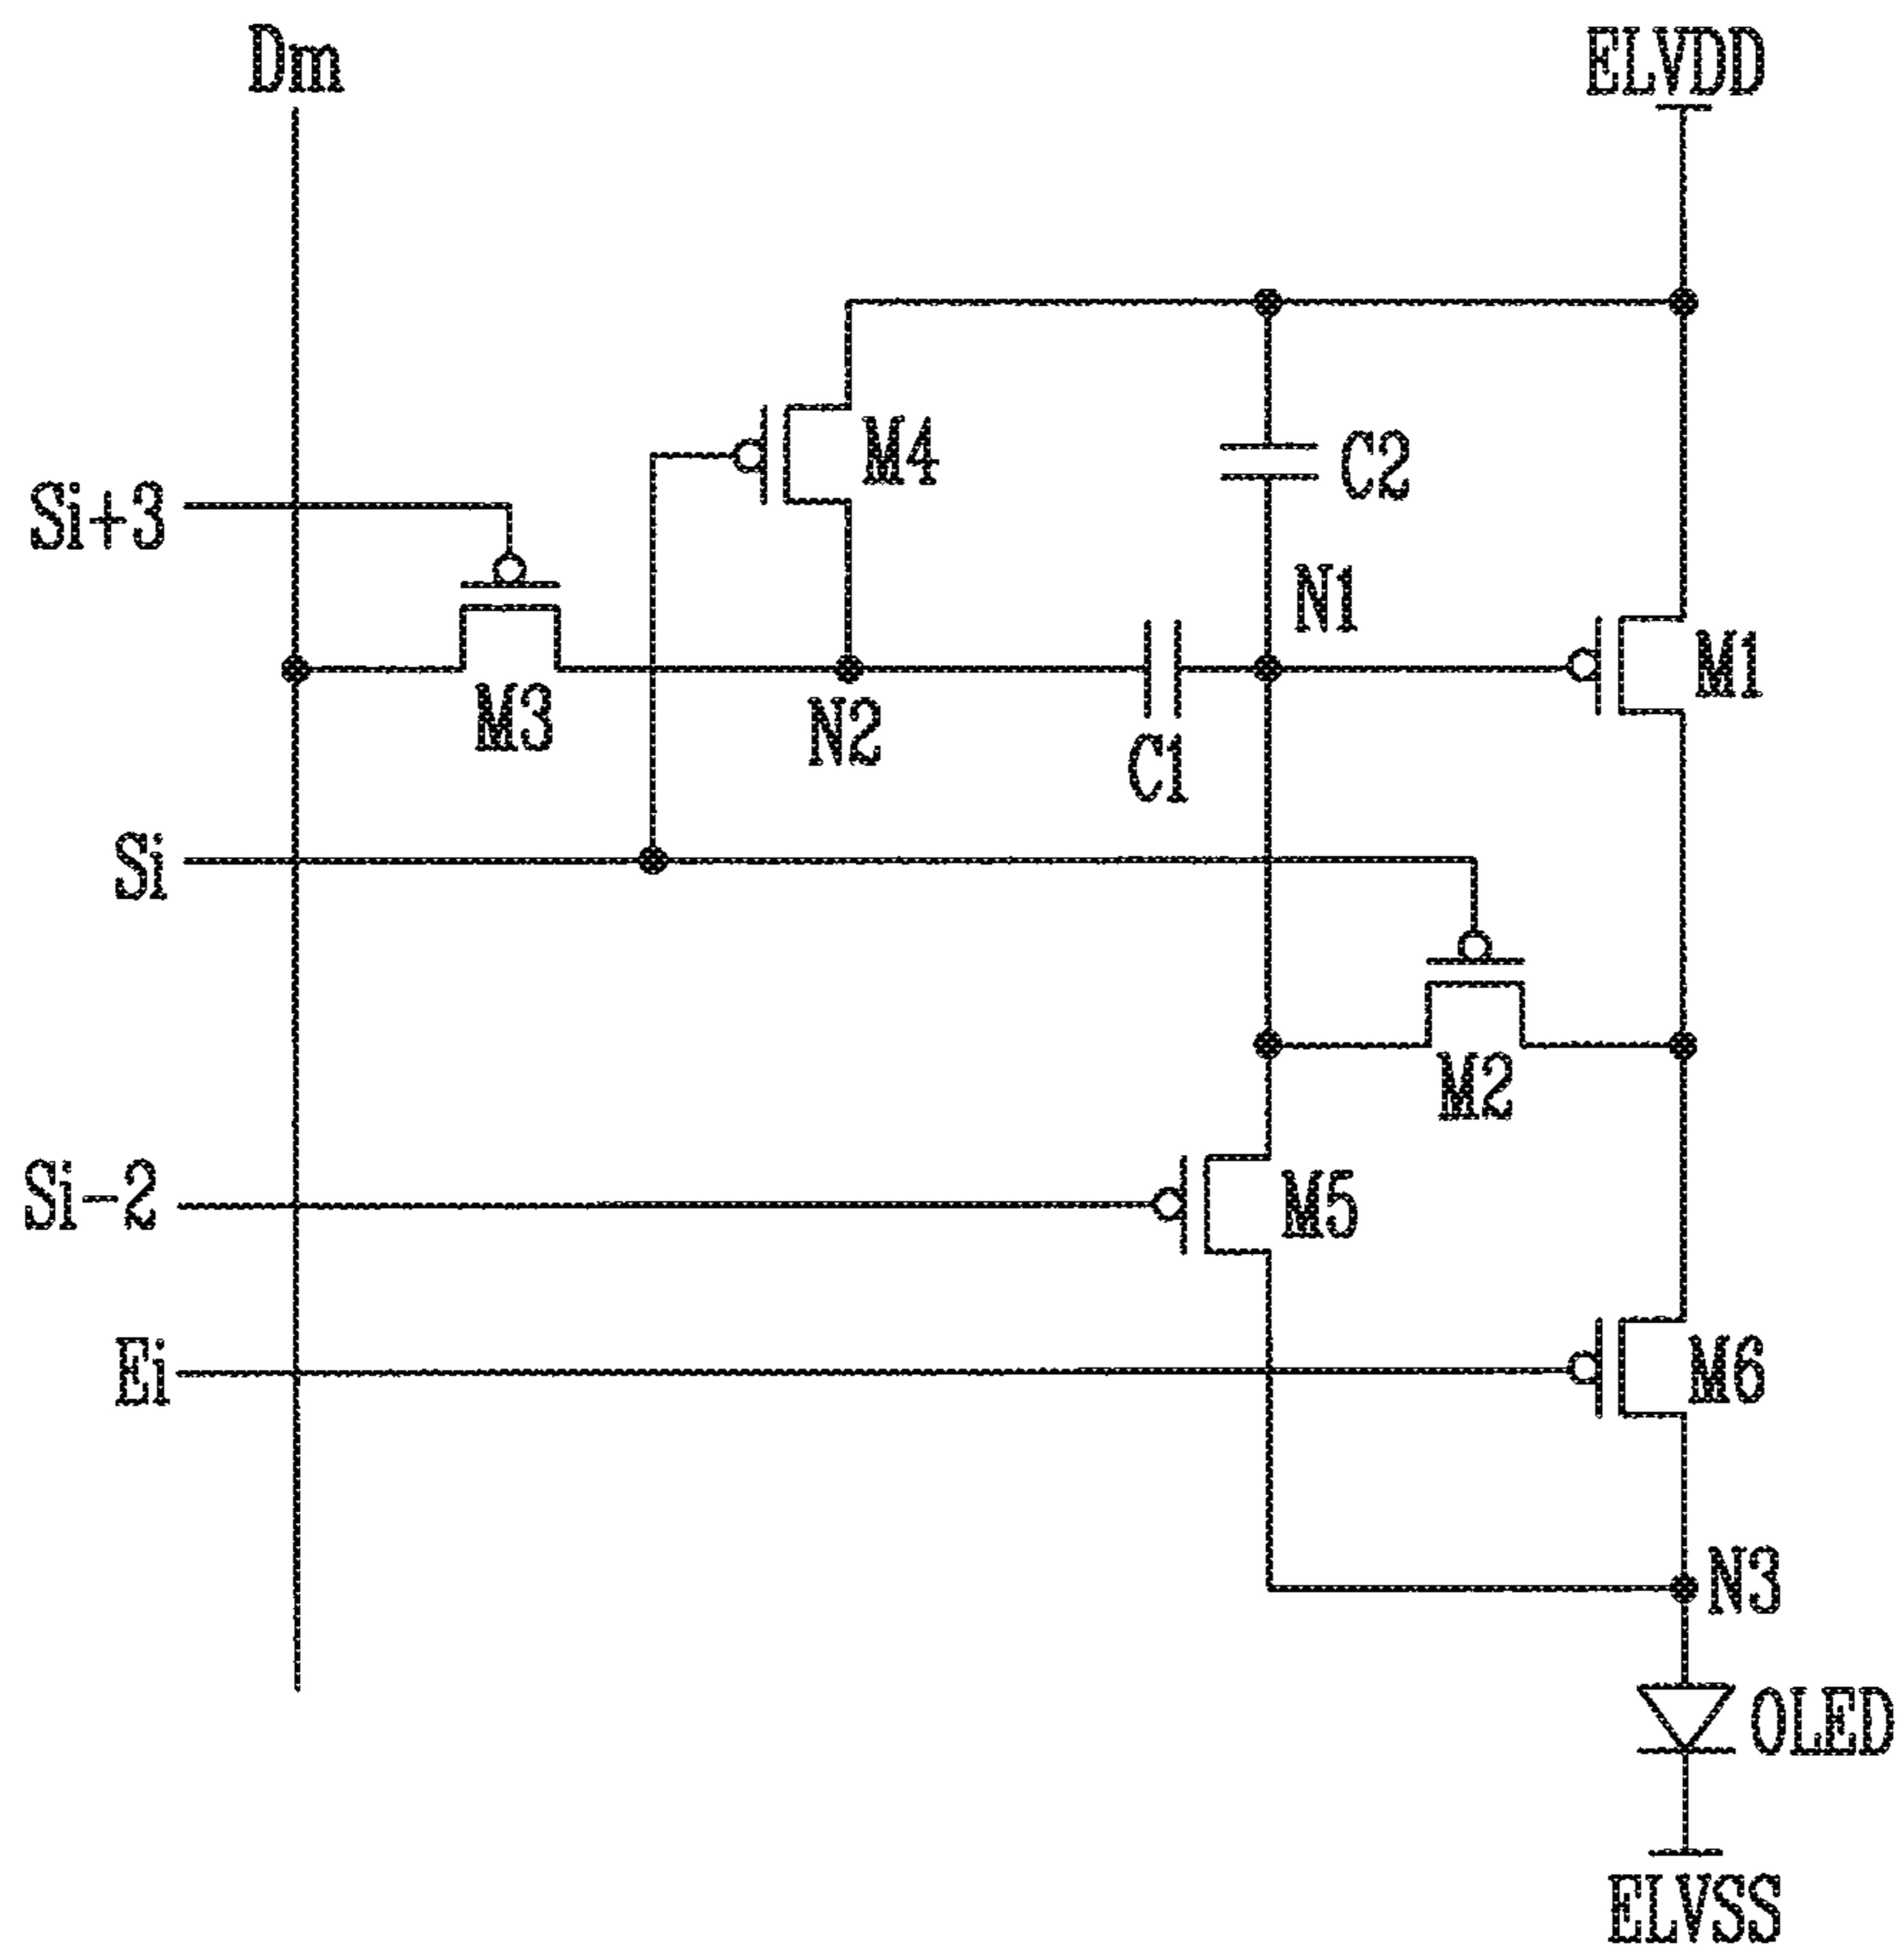 Dm
ELVDD
M4
C2
Si+3
N1
M1
M3
N2
C1
Si
M2
Si-2
M5
Ei
M6
N3
OLED
ELVSS